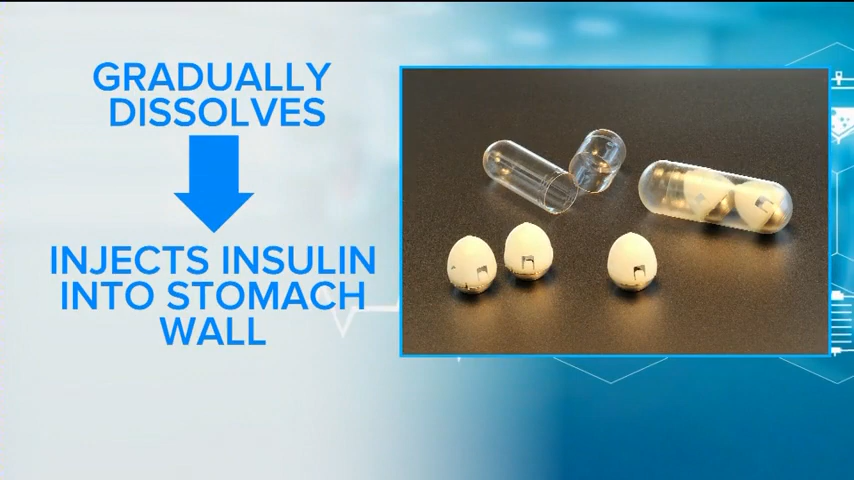 GRADUALLY
DISSOLVES
INJECTS INSULIN
INTO STOMACH
WALL